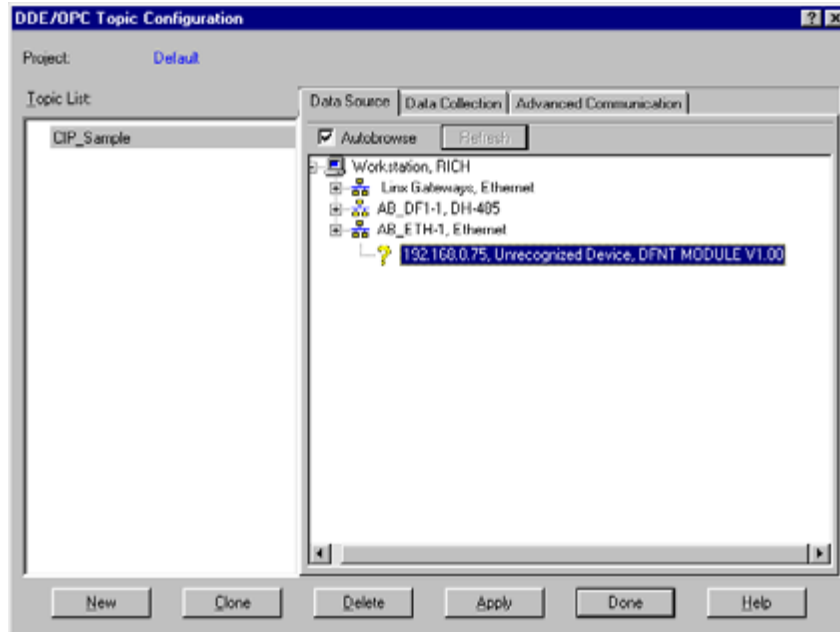 DDE/OPC Topic Configuration
Project: Default
Topic List:
CIP_Sample
Data Source Data Collection Advanced Communication
Autobrowse Refresh
Workstation, RICH
Linx Gateways, Ethernet
AB_DF1-1, DH-485
AB_ETH-1, Ethernet
192.168.0.75, Unrecognized Device, DFNT MODULE V1.00
New Clone Delete Apply Done Help